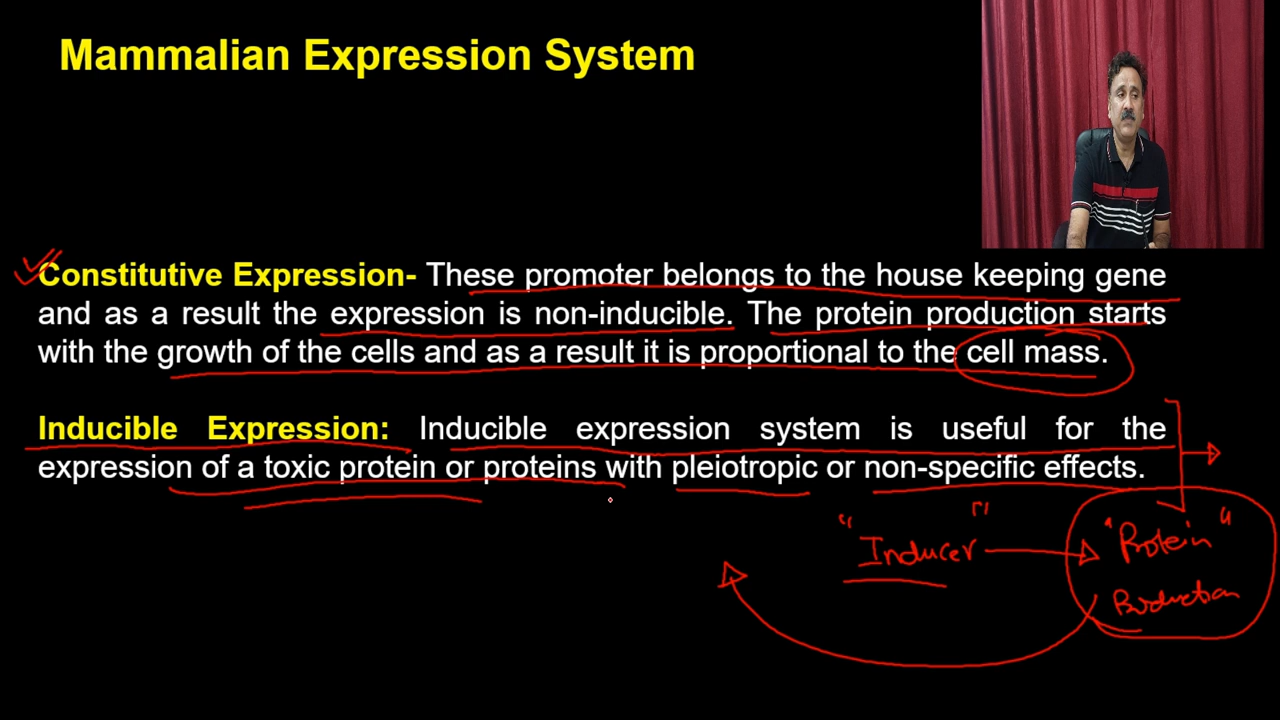 Mammalian Expression System
Constitutive Expression- These promoter belongs to the house keeping gene
and as a result the expression is non-inducible. The protein production starts
with the growth of the cells and as a result it is proportional to the cell mass.
Inducible Expression: Inducible expression system is useful for the
expression of a toxic protein or proteins with pleiotropic or non-specific effects.
"Inducer" "Protein"
Production